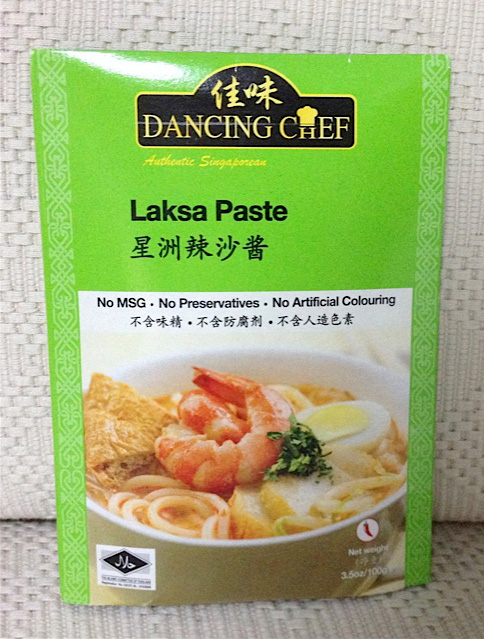 佳味
DANCING CHEF
Authentic Singaporean
Laksa Paste
星洲辣沙酱
No MSG • No Preservatives • No Artificial Colouring
不含味精 • 不含防腐剂 • 不含人造色素
Net weight
3.5oz/100g